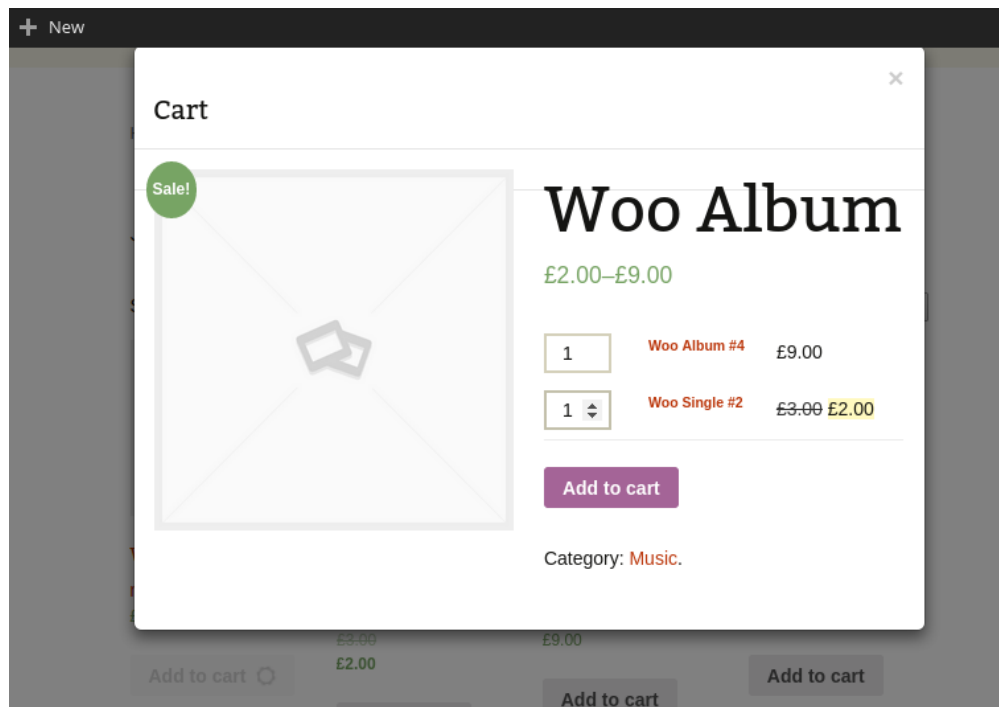 New
×
Cart
Sale!
Woo Album
£2.00–£9.00
1 Woo Album #4 £9.00
1 Woo Single #2 £3.00 £2.00
Add to cart
Category: Music.
£3.00 £9.00
£2.00
Add to cart Add to cart
Add to cart